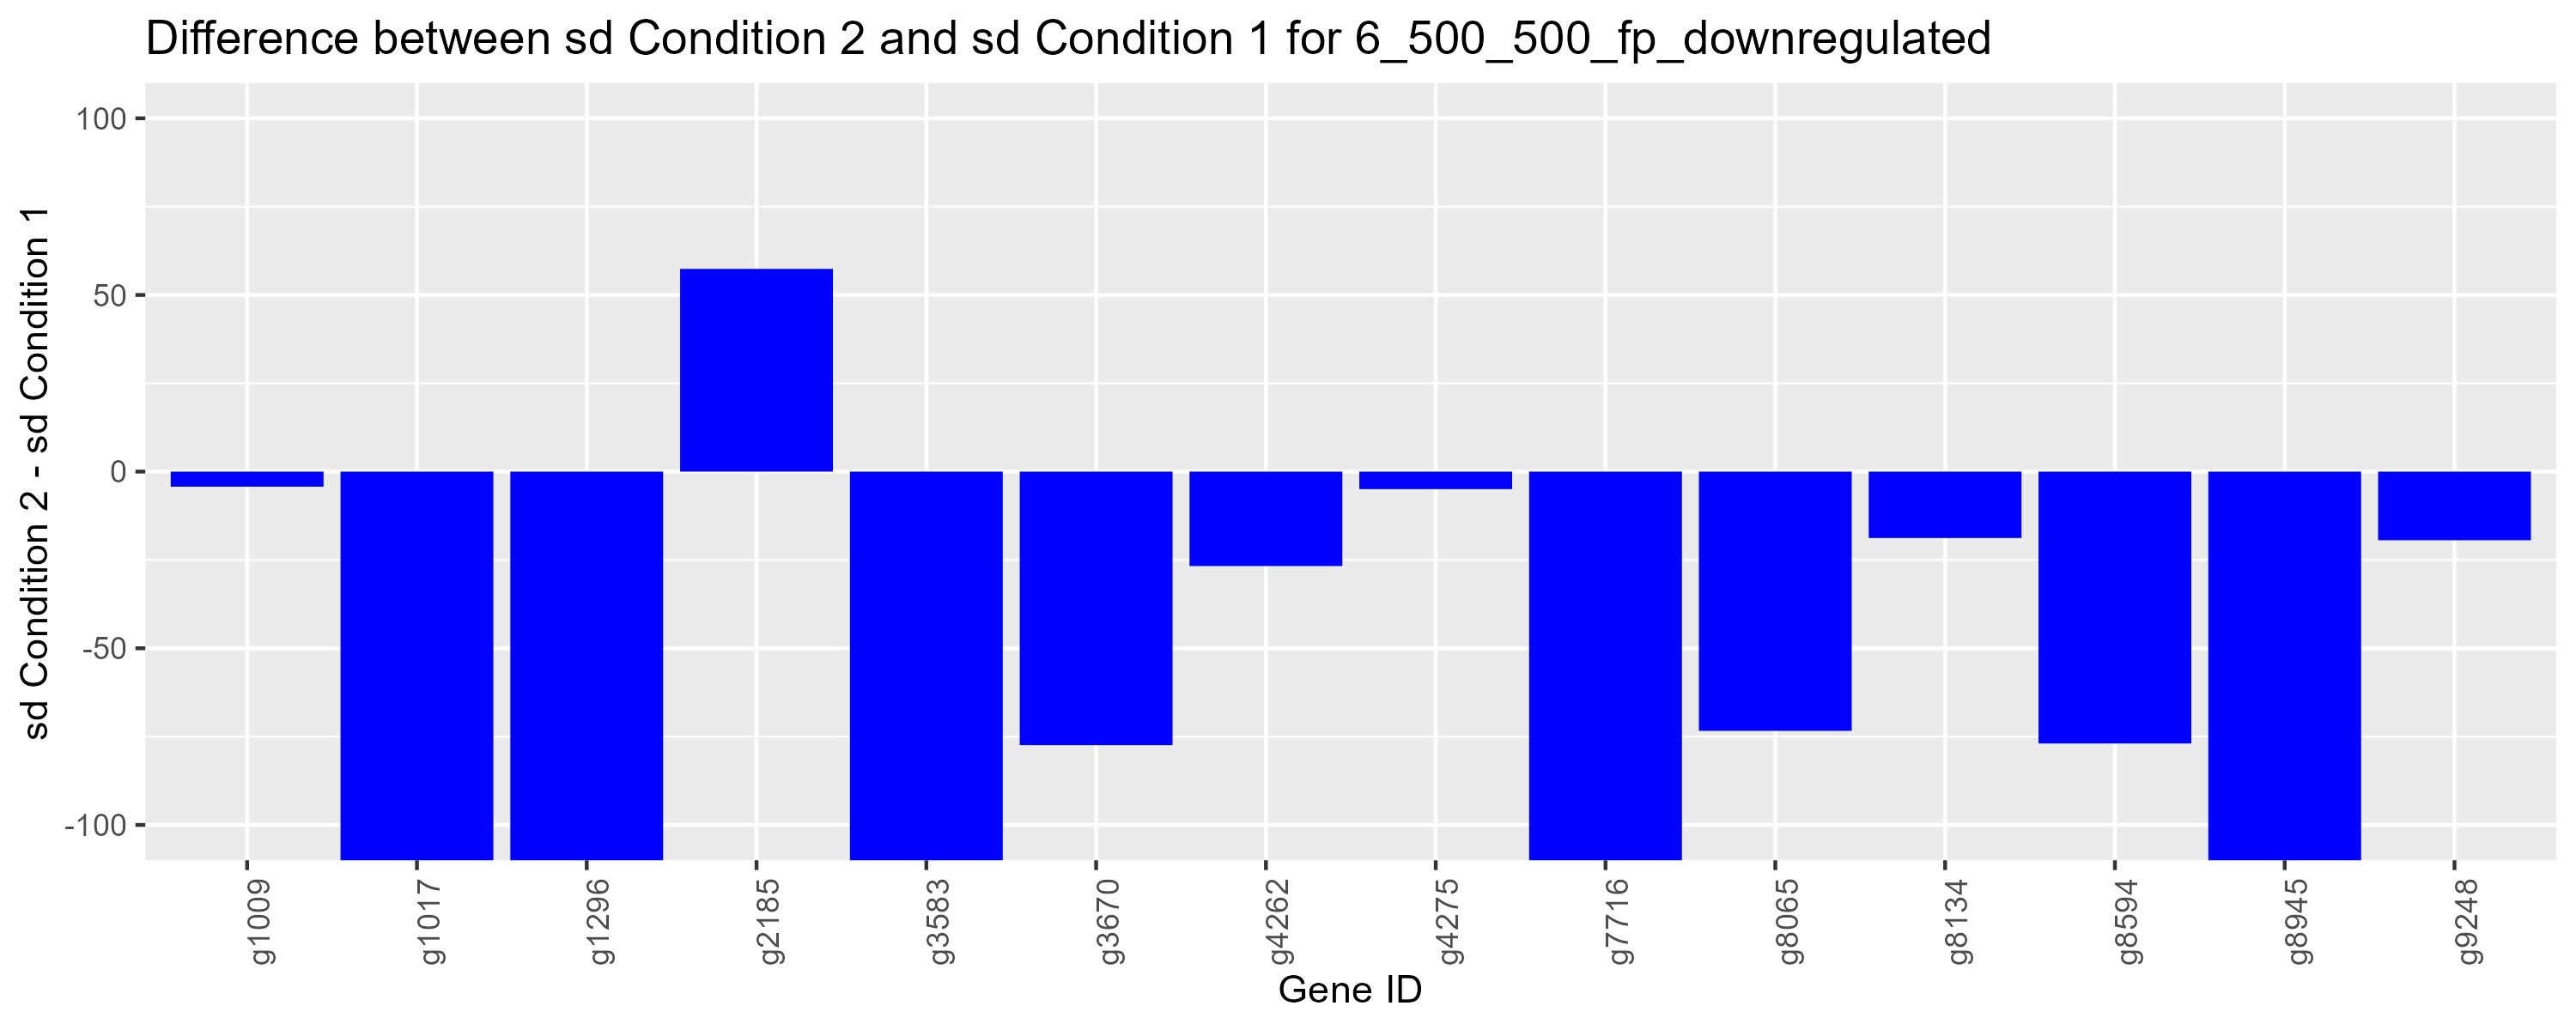 Difference between sd Condition 2 and sd Condition 1 for 6_500_500_fp_downregulated
sd Condition 2 - sd Condition 1
100
50
0
-50
-100
g1009
g1017
g1296
g2185
g3583
g3670
g4262
g4275
g7716
g8065
g8134
g8594
g8945
g9248
Gene ID